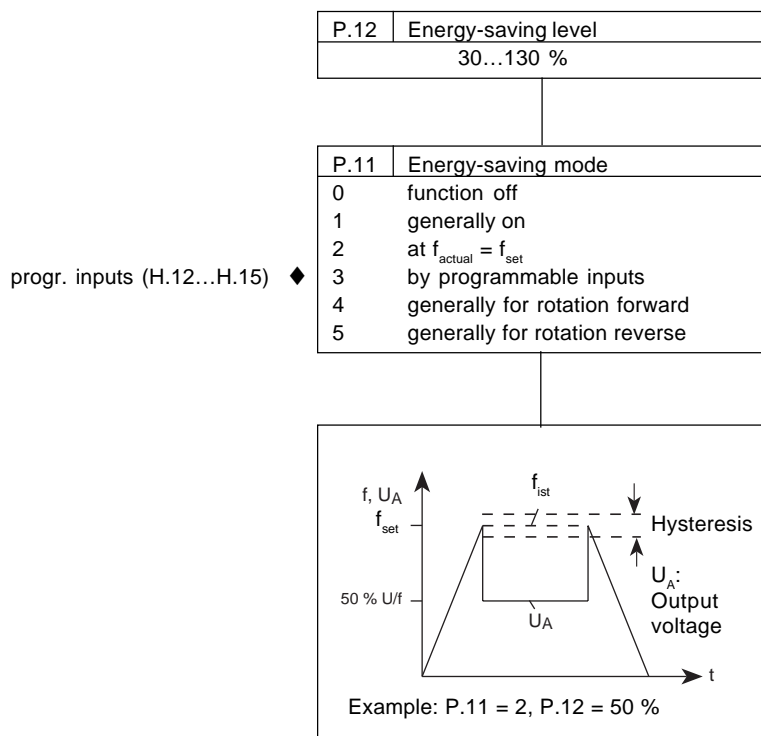 P.12 Energy-saving level
30…130 %
P.11 Energy-saving mode
0 function off
1 generally on
2 at f_actual = f_set
progr. inputs (H.12…H.15) ♦ 3 by programmable inputs
4 generally for rotation forward
5 generally for rotation reverse
f, U_A
f_ist
f_set
Hysteresis
50 % U/f
U_A
U_A:
Output
voltage
t
Example: P.11 = 2, P.12 = 50 %